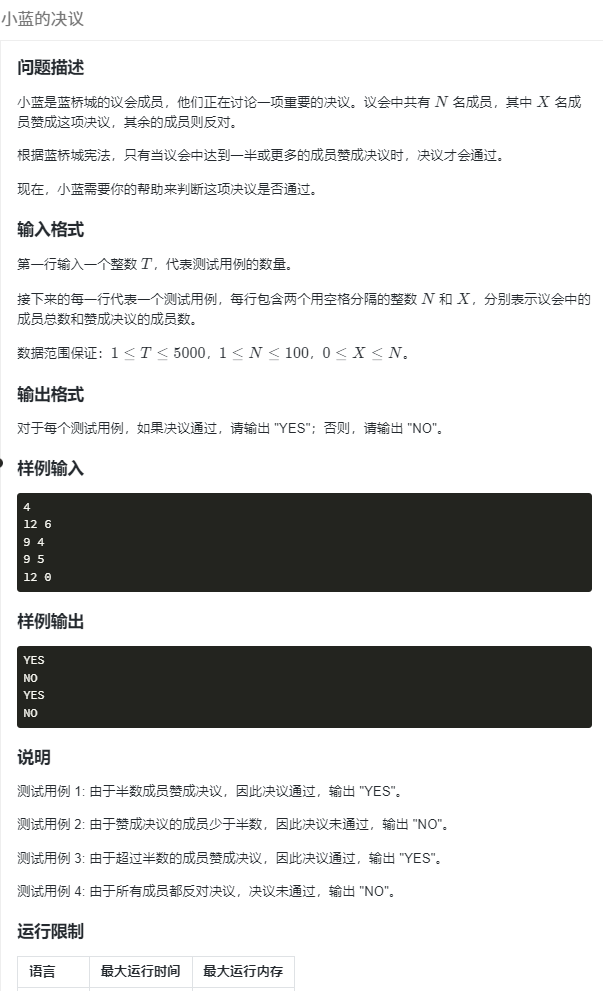 小蓝的决议
问题描述
小蓝是蓝桥城的议会成员，他们正在讨论一项重要的决议。议会中共有 N 名成员，其中 X 名成
员赞成这项决议，其余的成员则反对。
根据蓝桥城宪法，只有当议会中达到一半或更多的成员赞成决议时，决议才会通过。
现在，小蓝需要你的帮助来判断这项决议是否通过。
输入格式
第一行输入一个整数 T，代表测试用例的数量。
接下来的每一行代表一个测试用例，每行包含两个用空格分隔的整数 N 和 X，分别表示议会中的
成员总数和赞成决议的成员数。
数据范围保证：1 ≤ T ≤ 5000，1 ≤ N ≤ 100，0 ≤ X ≤ N。
输出格式
对于每个测试用例，如果决议通过，请输出 "YES"；否则，请输出 "NO"。
样例输入
4
12 6
9 4
9 5
12 0
样例输出
YES
NO
YES
NO
说明
测试用例 1: 由于半数成员赞成决议，因此决议通过，输出 "YES"。
测试用例 2: 由于赞成决议的成员少于半数，因此决议未通过，输出 "NO"。
测试用例 3: 由于超过半数的成员赞成决议，因此决议通过，输出 "YES"。
测试用例 4: 由于所有成员都反对决议，决议未通过，输出 "NO"。
运行限制
语言 最大运行时间 最大运行内存